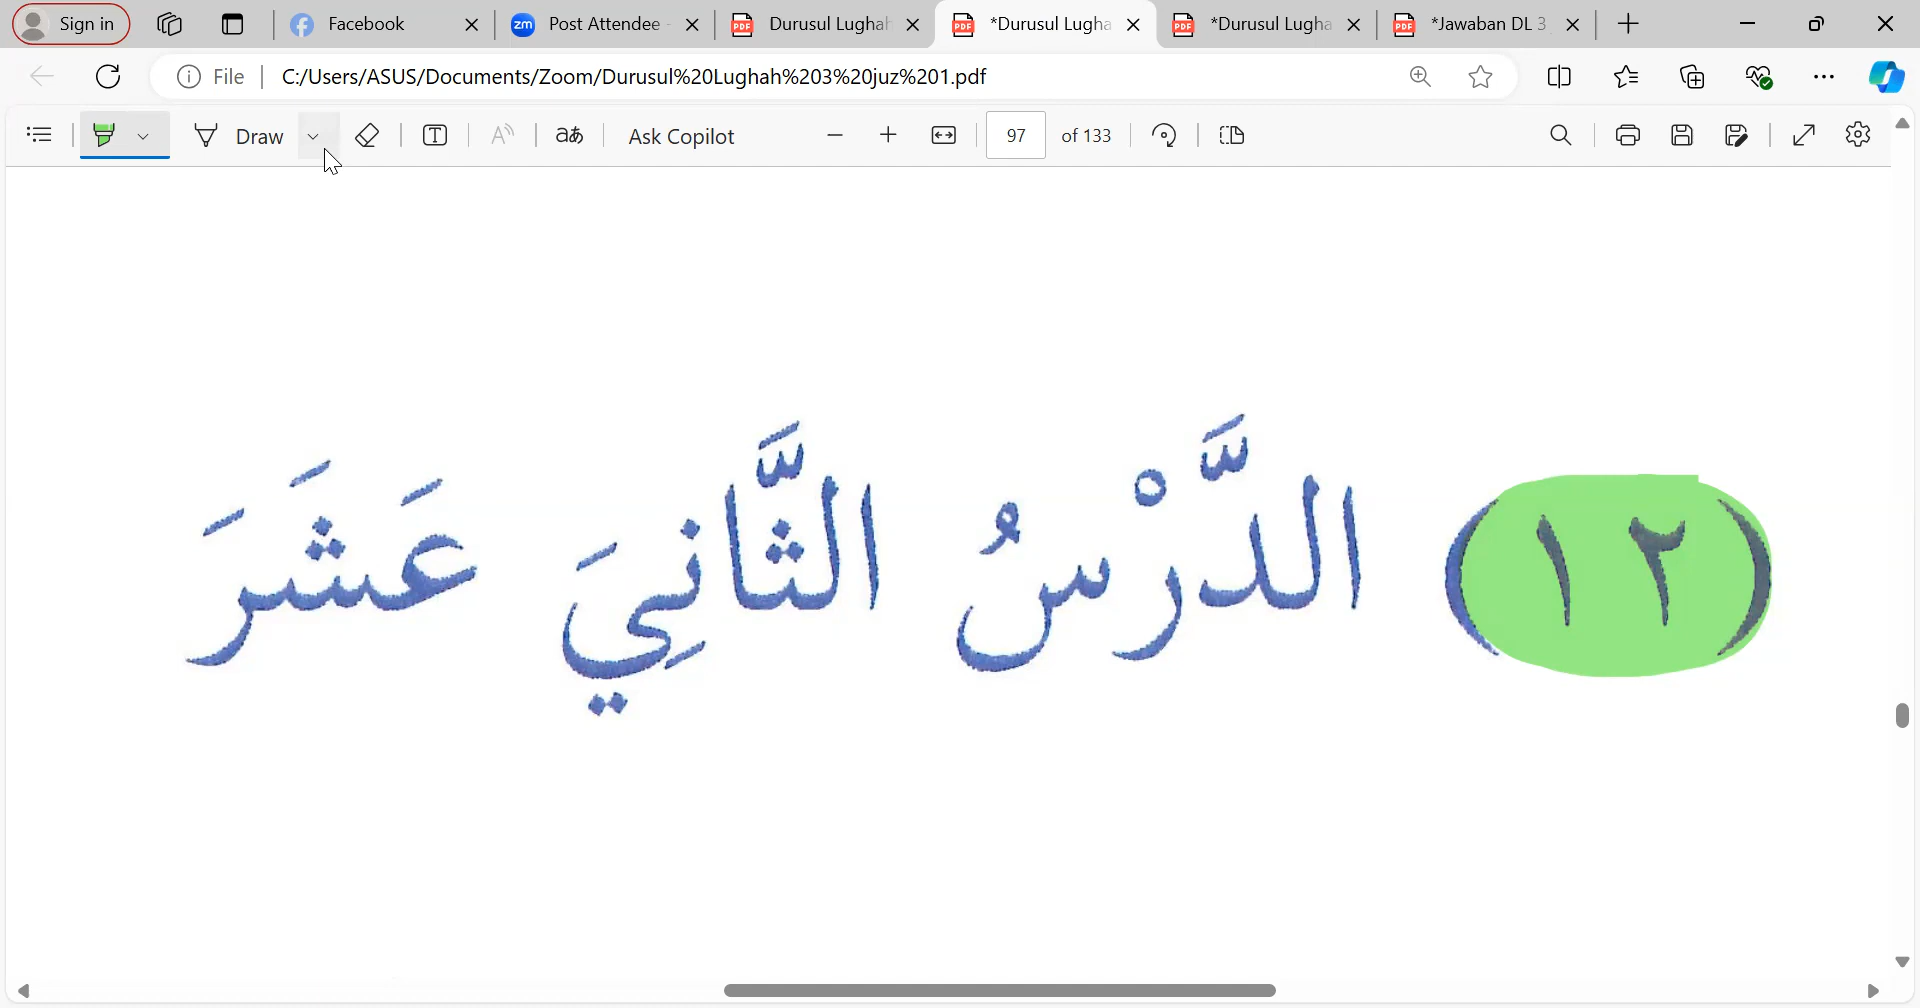 Sign in
Facebook
Post Attendee -
Durusul Lughah
*Durusul Lugha
*Durusul Lugha
*Jawaban DL 3
File
C:/Users/ASUS/Documents/Zoom/Durusul%20Lughah%203%20juz%201.pdf
Draw
Ask Copilot
97
of 133
(١٢) الدَّرْسُ الثَّانِيَ عَشَرَ